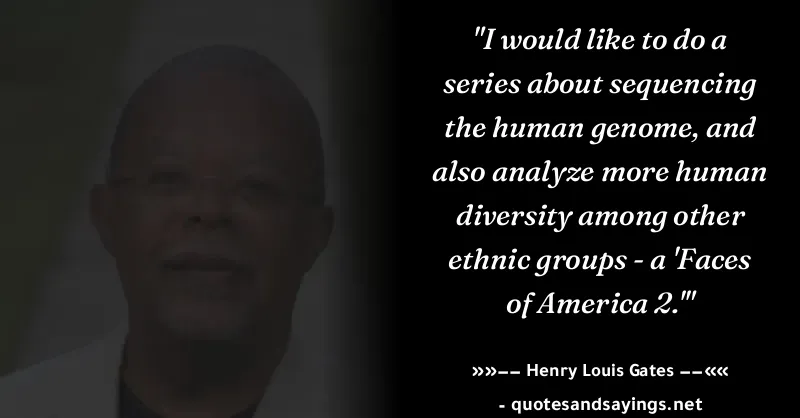 "I would like to do a
series about sequencing
the human genome, and
also analyze more human
diversity among other
ethnic groups - a 'Faces
of America 2.'"
»»−− Henry Louis Gates −−««
- quotesandsayings.net